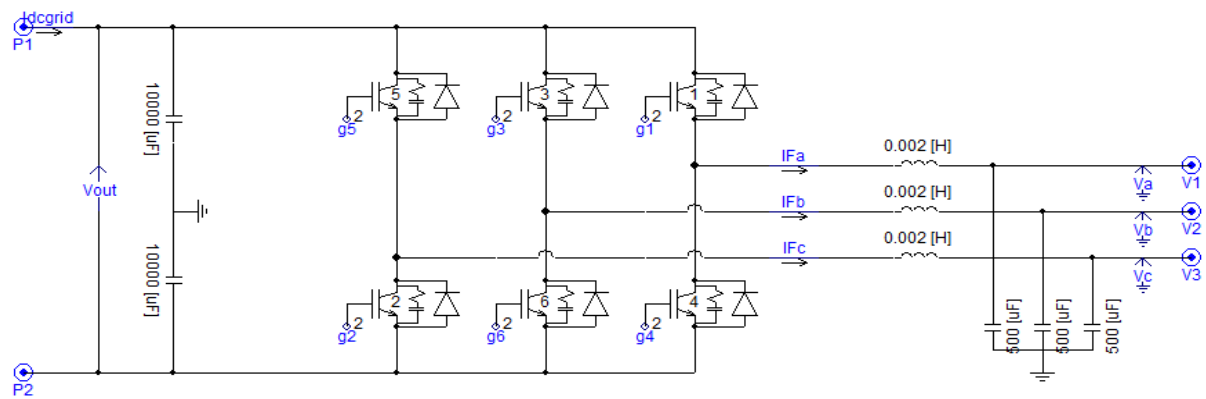 Idcgrid
P1
10000 [uF]
Vout
10000 [uF]
P2
5
2
g5
3
2
g3
1
2
g1
2
2
g2
6
2
g6
4
2
g4
IFa
0.002 [H]
Va
V1
IFb
0.002 [H]
Vb
V2
IFc
0.002 [H]
Vc
V3
500 [uF]
500 [uF]
500 [uF]